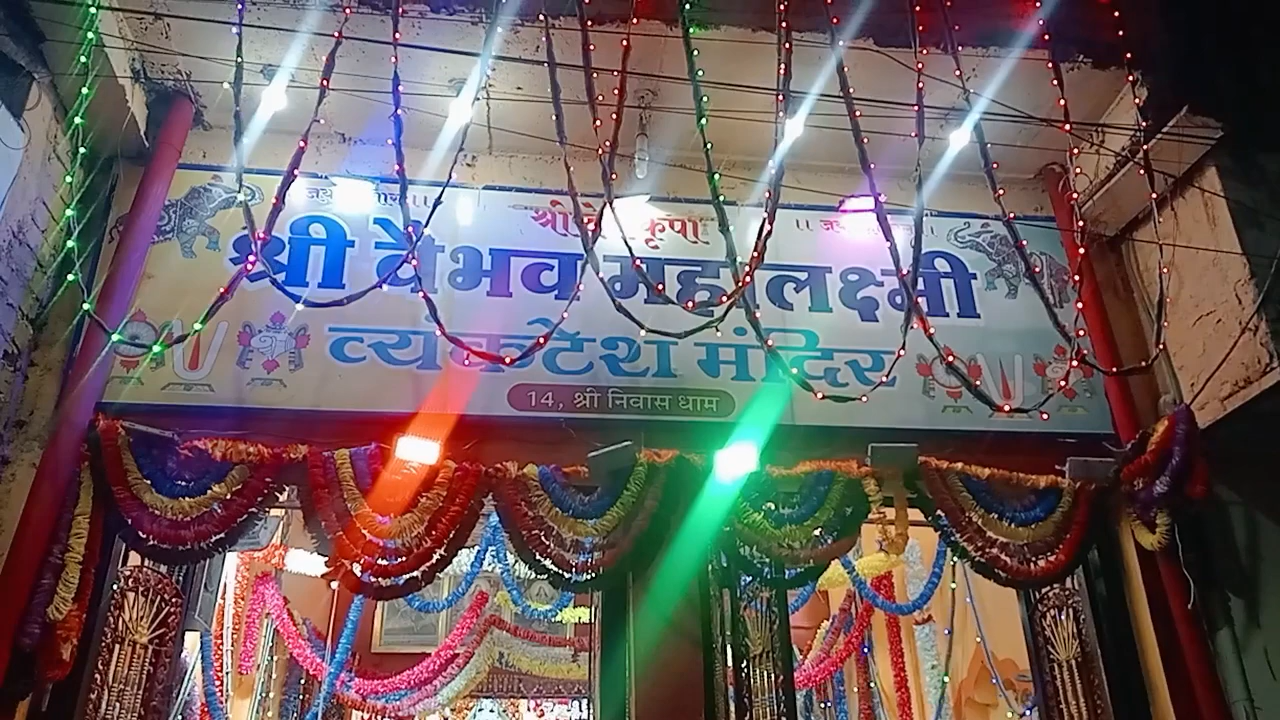 श्री कृपा
श्री वैभव महालक्ष्मी
व्यंकटेश मंदिर
14, श्री निवास धाम